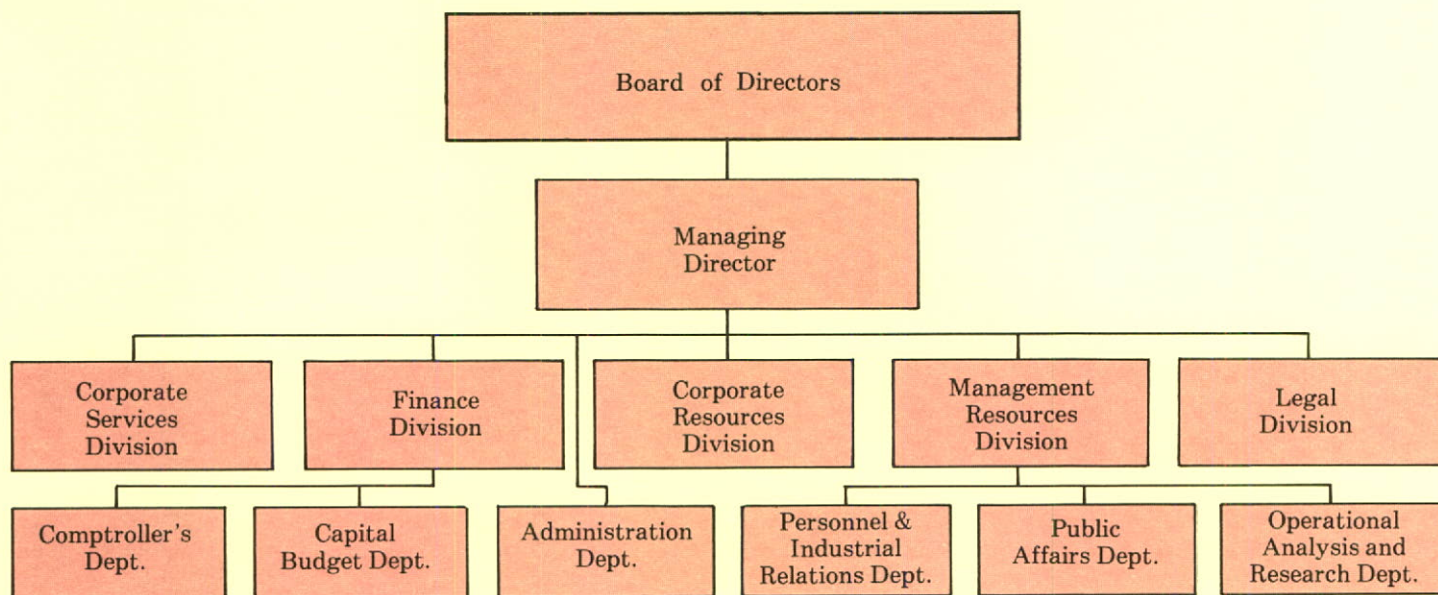 Board of Directors
Managing
Director
Corporate
Services
Division
Finance
Division
Corporate
Resources
Division
Management
Resources
Division
Legal
Division
Comptroller's
Dept.
Capital
Budget Dept.
Administration
Dept.
Personnel &
Industrial
Relations Dept.
Public
Affairs Dept.
Operational
Analysis and
Research Dept.